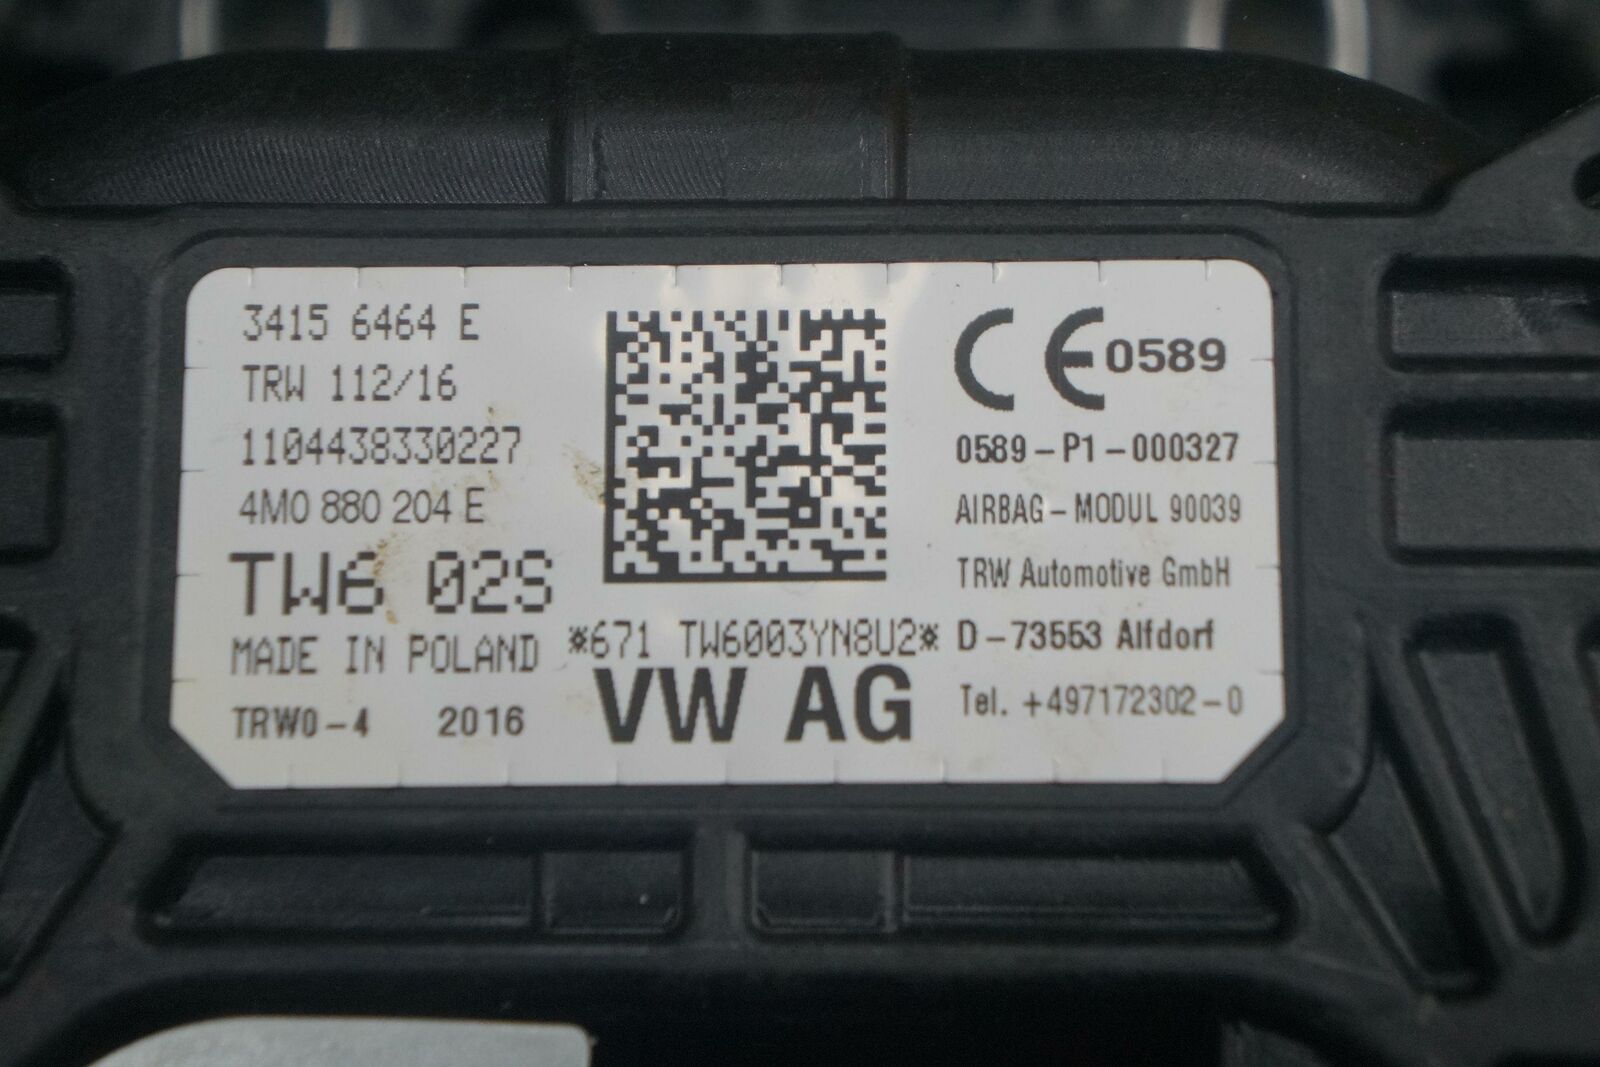 3415 6464 E
TRW 112/16
1104438330227
4M0 880 204 E
TW6 02S
MADE IN POLAND
TRW0-4 2016
*671 TW6003YN8U2*
VW AG
CE 0589
0589-P1-000327
AIRBAG-MODUL 90039
TRW Automotive GmbH
D-73553 Alfdorf
Tel. +497172302-0